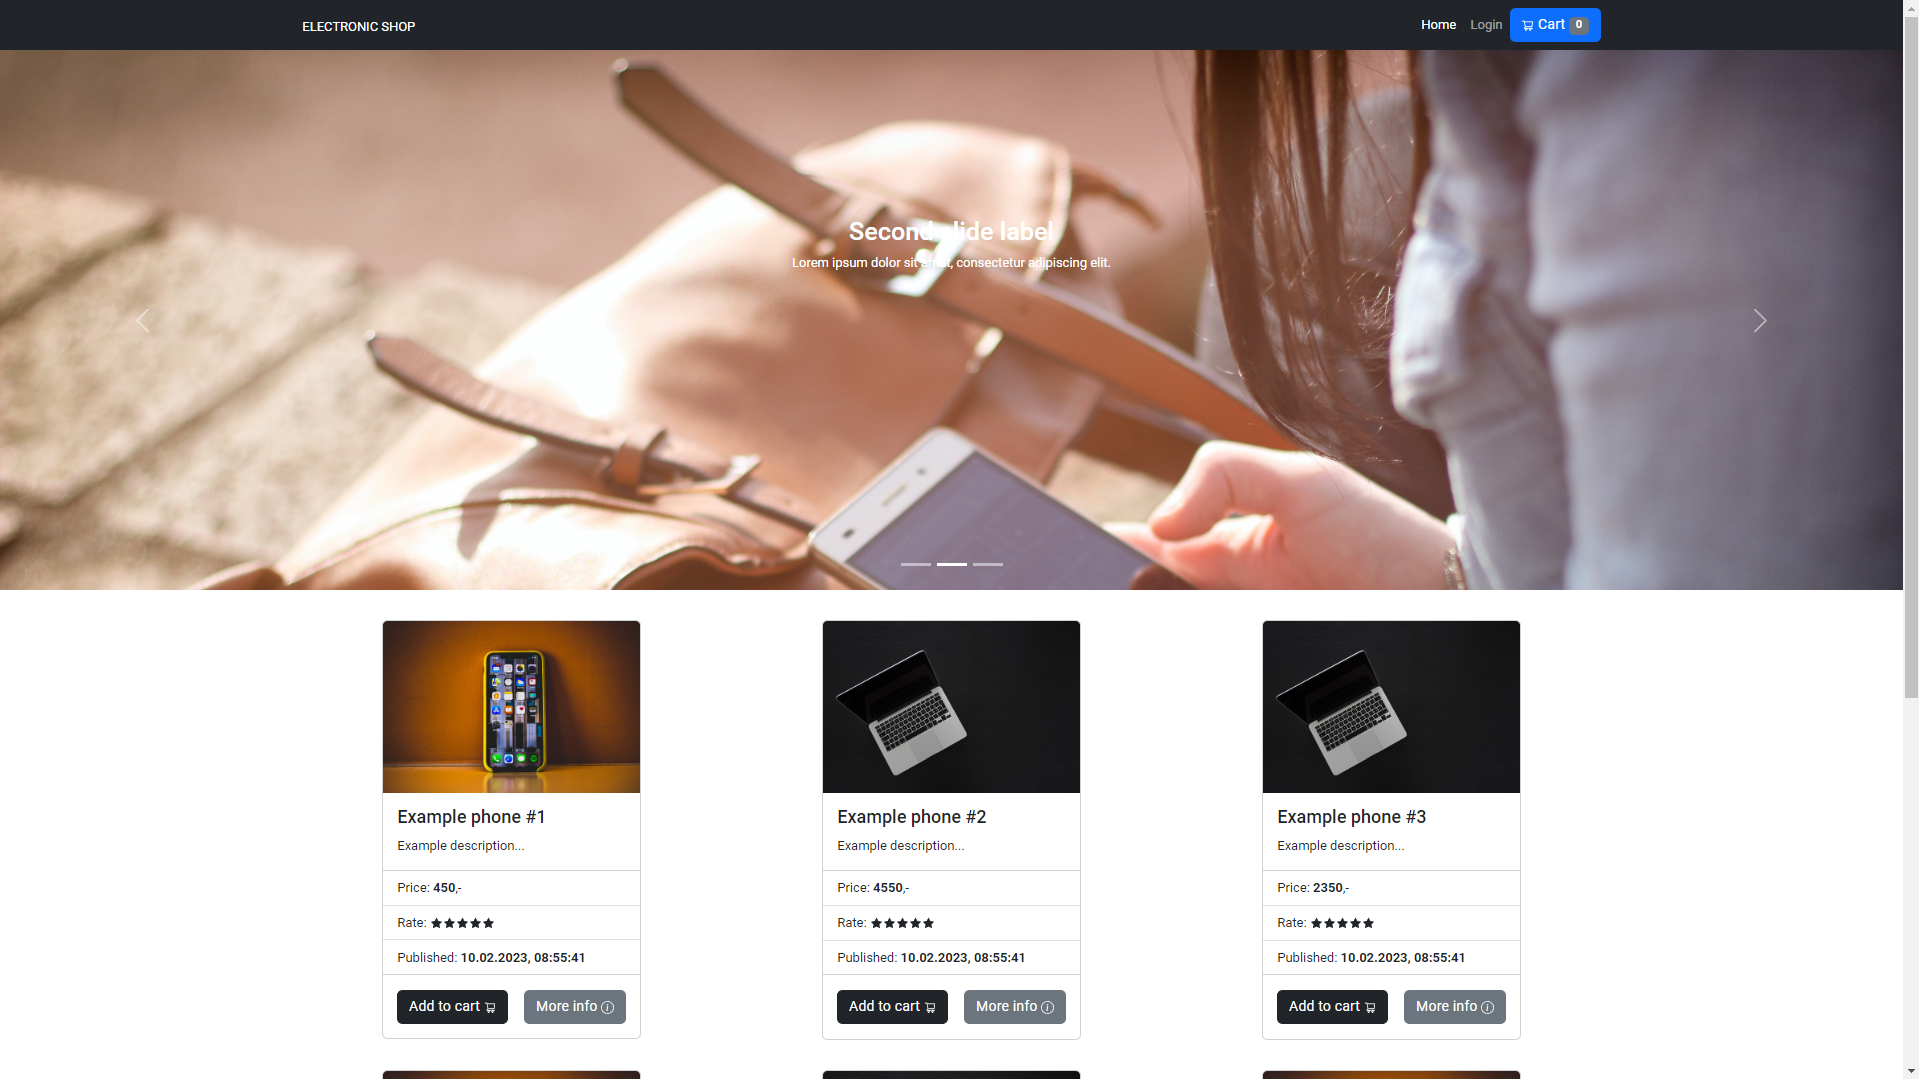 ELECTRONIC SHOP
Home Login Cart 0
Second slide label
Lorem ipsum dolor sit amet, consectetur adipiscing elit.
Example phone #1
Example description...
Price: 450,-
Rate:
Published: 10.02.2023, 08:55:41
Add to cart More info
Example phone #2
Example description...
Price: 4550,-
Rate:
Published: 10.02.2023, 08:55:41
Add to cart More info
Example phone #3
Example description...
Price: 2350,-
Rate:
Published: 10.02.2023, 08:55:41
Add to cart More info